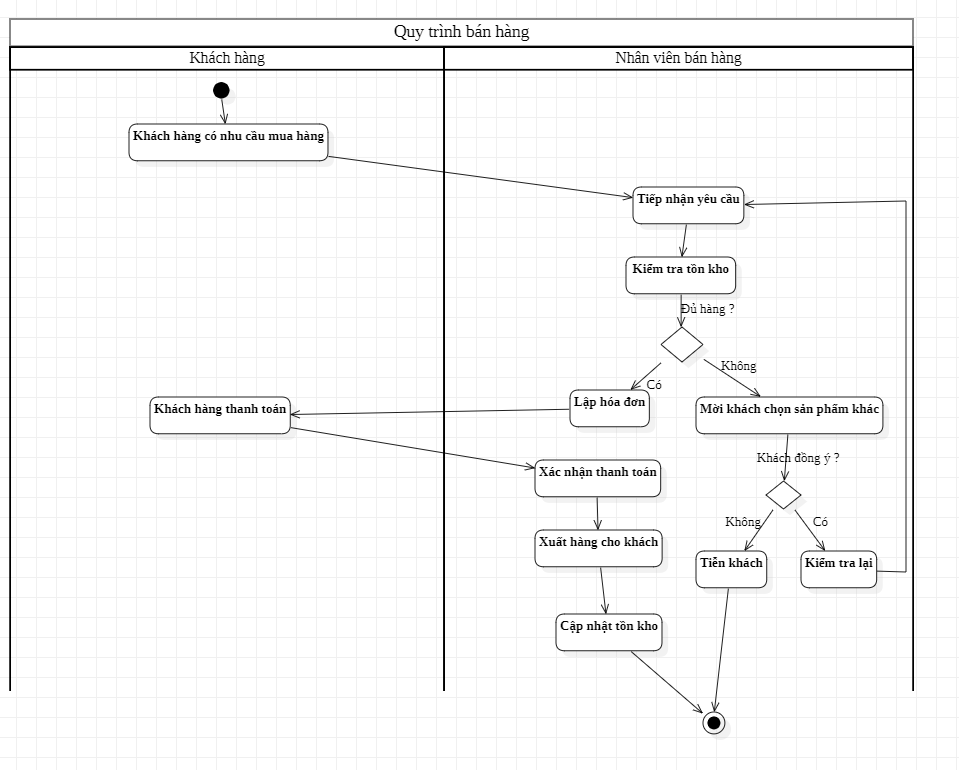 Quy trình bán hàng
Khách hàng
Nhân viên bán hàng
Khách hàng có nhu cầu mua hàng
Tiếp nhận yêu cầu
Kiểm tra tồn kho
Đủ hàng ?
Không
Có
Lập hóa đơn
Mời khách chọn sản phẩm khác
Khách hàng thanh toán
Khách đồng ý ?
Xác nhận thanh toán
Không
Có
Xuất hàng cho khách
Tiễn khách
Kiểm tra lại
Cập nhật tồn kho